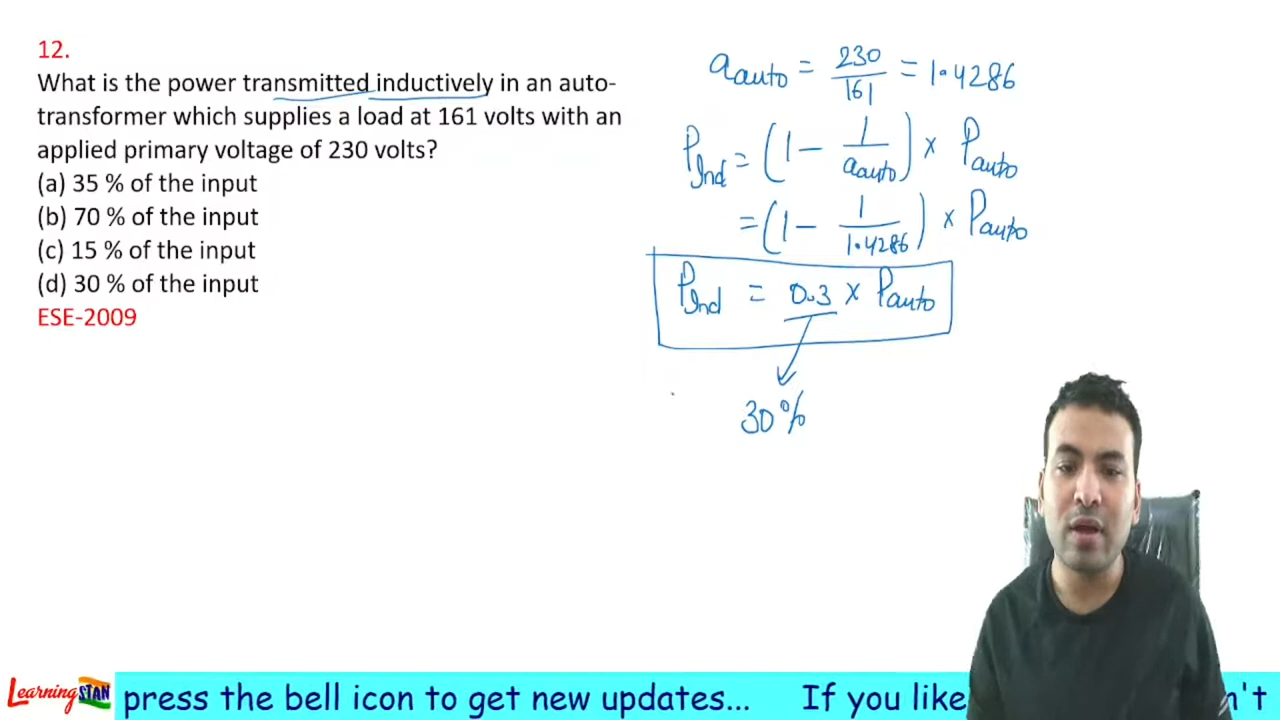 12.
What is the power transmitted inductively in an auto-
transformer which supplies a load at 161 volts with an
applied primary voltage of 230 volts?
(a) 35 % of the input
(b) 70 % of the input
(c) 15 % of the input
(d) 30 % of the input
ESE-2009
a_auto = 230/161 = 1.4286
P_Ind = (1 - 1/a_auto) × P_auto
= (1 - 1/1.4286) × P_auto
P_Ind = 0.3 × P_auto
30%
LearningSTAN
press the bell icon to get new updates... If you like n't